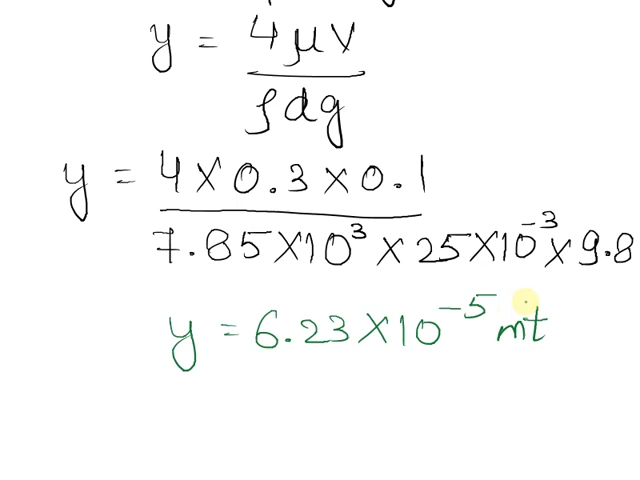 y = 4μV
ρdg
y = 4×0.3×0.1
7.85×10³×25×10⁻³×9.8
y = 6.23×10⁻⁵ mt